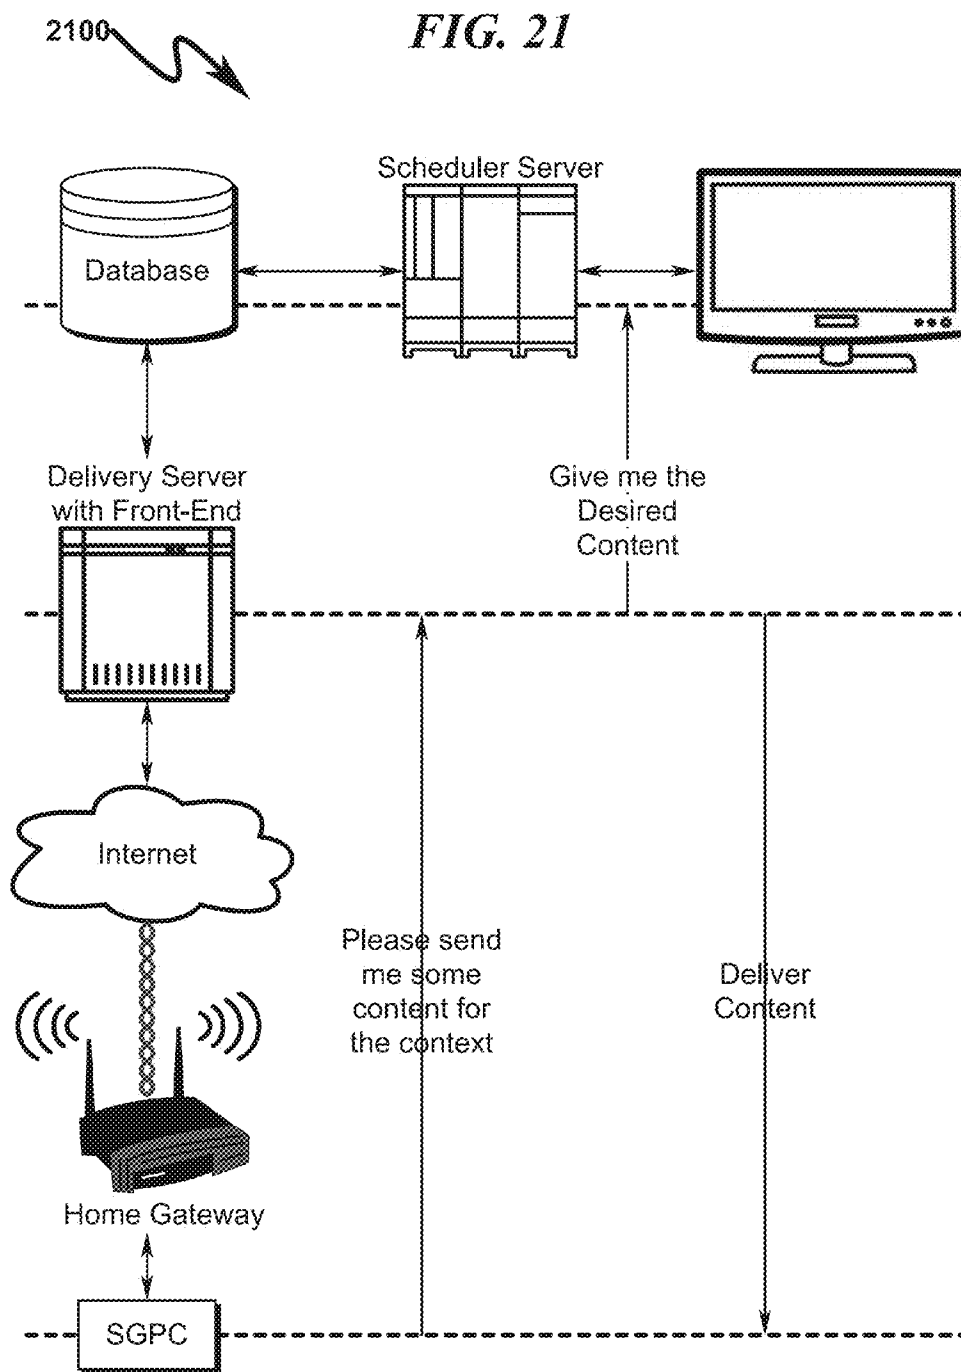 2100
FIG. 21
Scheduler Server
Database
Delivery Server
with Front-End
Give me the
Desired
Content
Internet
Please send
me some
content for
the context
Deliver
Content
Home Gateway
SGPC